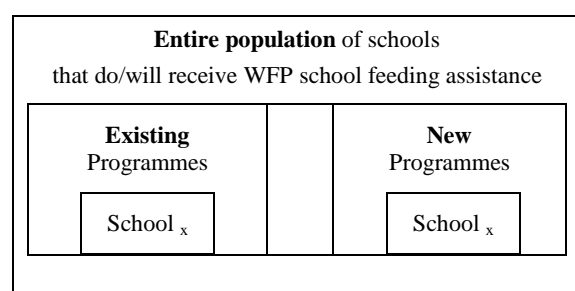 Entire population of schools
that do/will receive WFP school feeding assistance
Existing
Programmes
School x
New
Programmes
School x